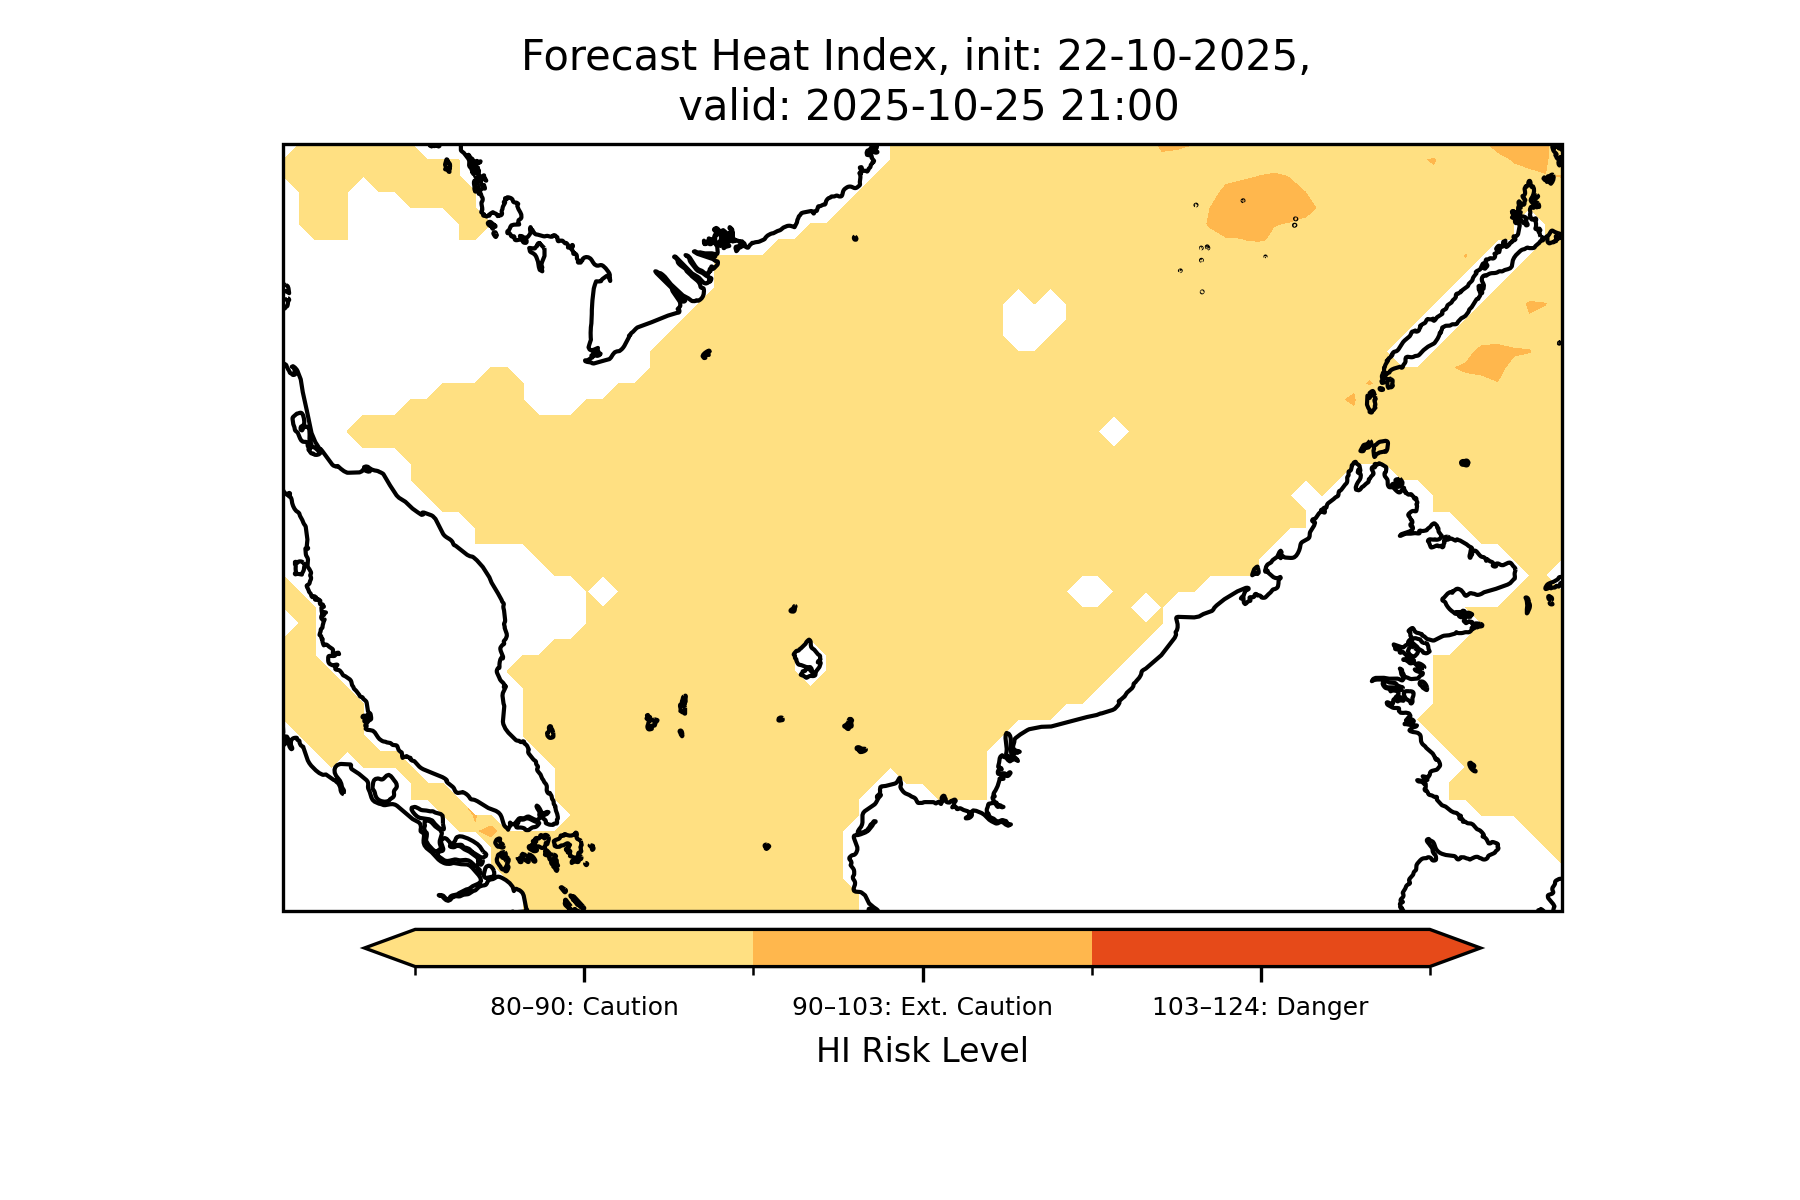 Forecast Heat Index, init: 22-10-2025,
valid: 2025-10-25 21:00
80–90: Caution
90–103: Ext. Caution
103–124: Danger
HI Risk Level